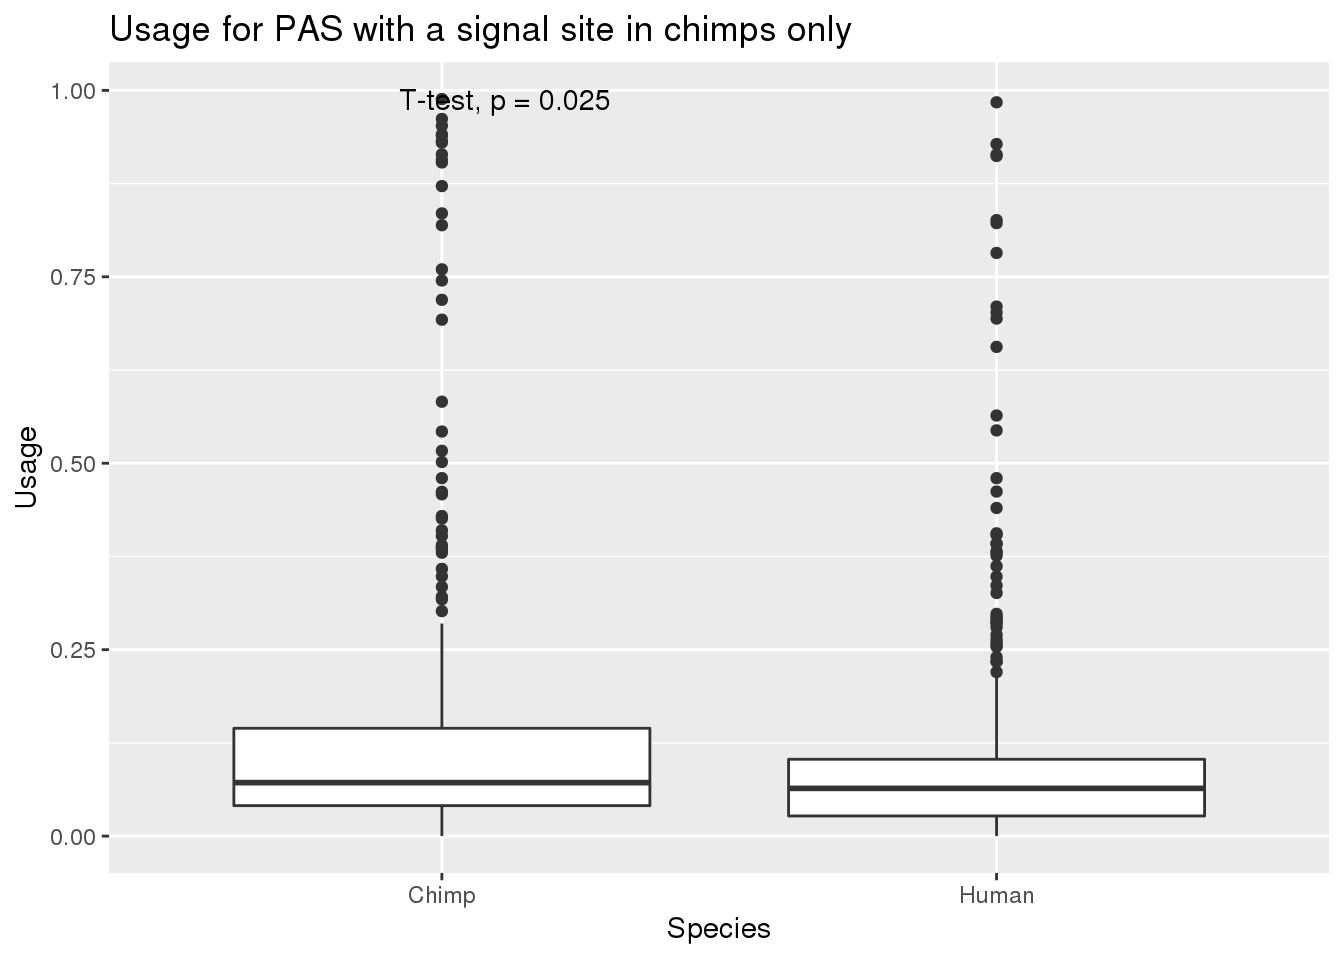 Usage for PAS with a signal site in chimps only
T-test, p = 0.025
1.00
0.75
0.50
0.25
0.00
Usage
Chimp
Human
Species